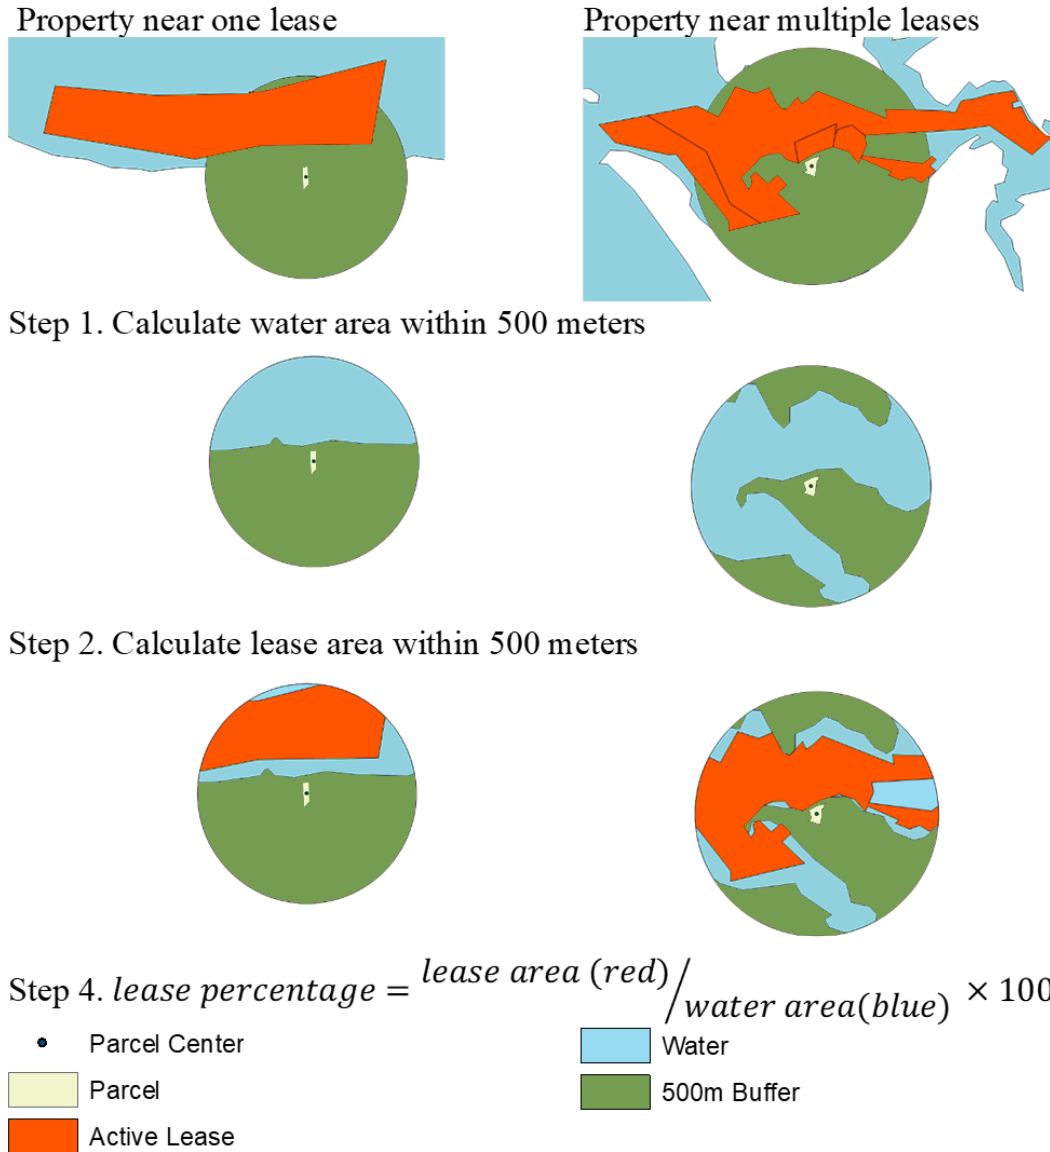 Property near one lease
Property near multiple leases
Step 1. Calculate water area within 500 meters
Step 2. Calculate lease area within 500 meters
Step 4. lease percentage = lease area (red)/water area(blue) × 100
Parcel Center
Water
Parcel
500m Buffer
Active Lease